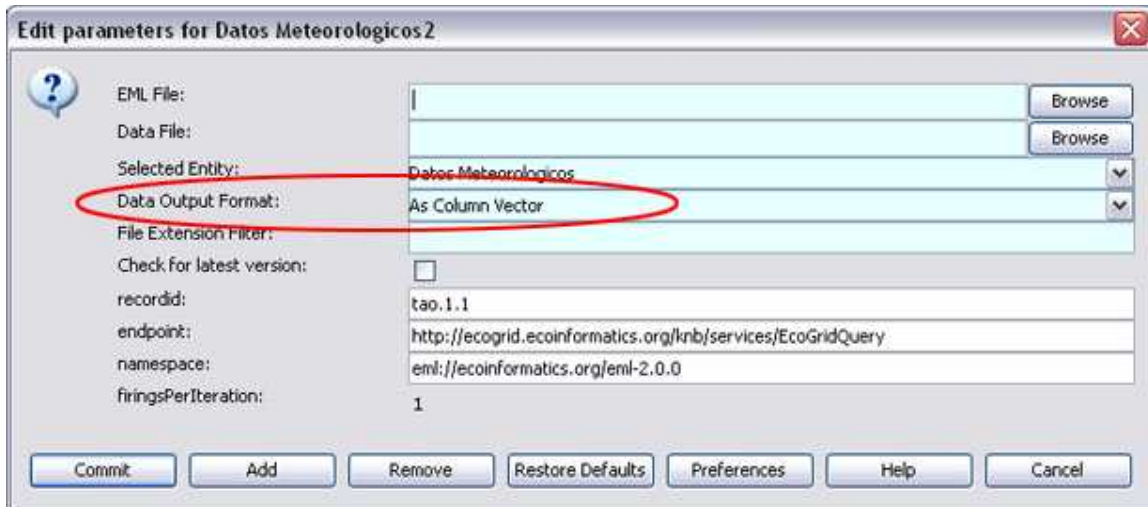 Edit parameters for Datos Meteorologicos2
EML File:
Browse
Data File:
Browse
Selected Entity: Datos Meteorologicos
Data Output Format: As Column Vector
File Extension Filter:
Check for latest version:
recordid: tao.1.1
endpoint: http://ecogrid.ecoinformatics.org/knb/services/EcoGridQuery
namespace: eml://ecoinformatics.org/eml-2.0.0
firingsPerIteration: 1
Commit Add Remove Restore Defaults Preferences Help Cancel